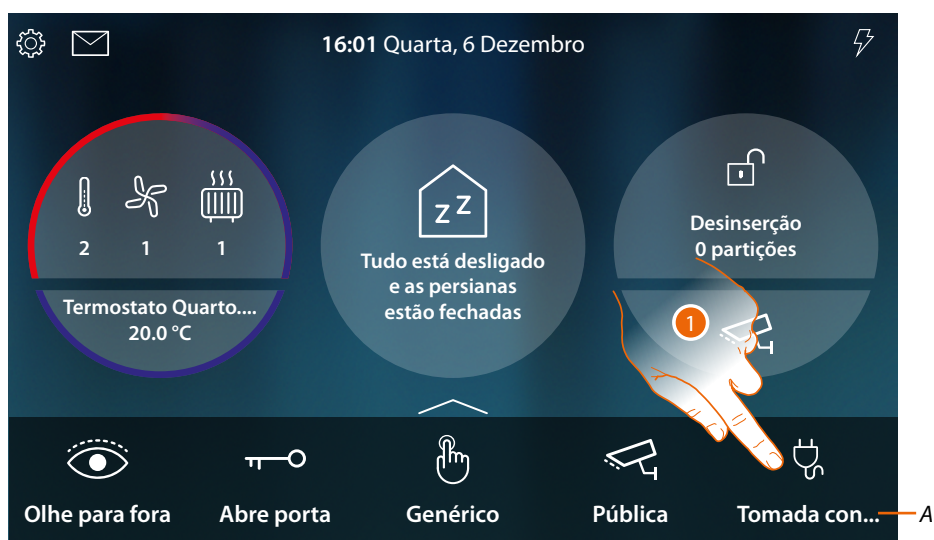 16:01 Quarta, 6 Dezembro
2 1 1
Termostato Quarto....
20.0 °C
z z
Tudo está desligado
e as persianas
estão fechadas
Desinserção
0 partições
1
Olhe para fora
Abre porta
Genérico
Pública
Tomada con...
A